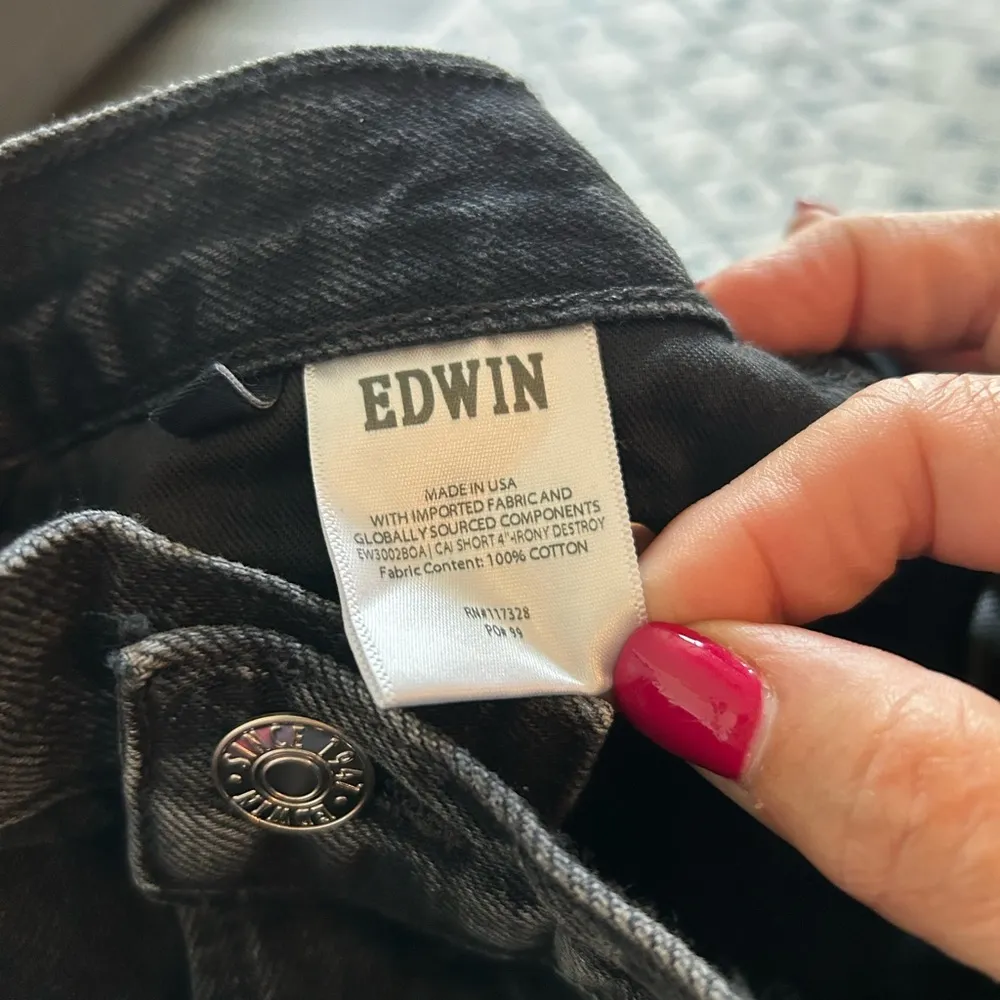 EDWIN
MADE IN USA
WITH IMPORTED FABRIC AND
GLOBALLY SOURCED COMPONENTS
EW3002BOA | CAI SHORT 4"-IRONY DESTROY
Fabric Content: 100% COTTON
RN#117328
PO# 99
SINCE 1947
EDWIN